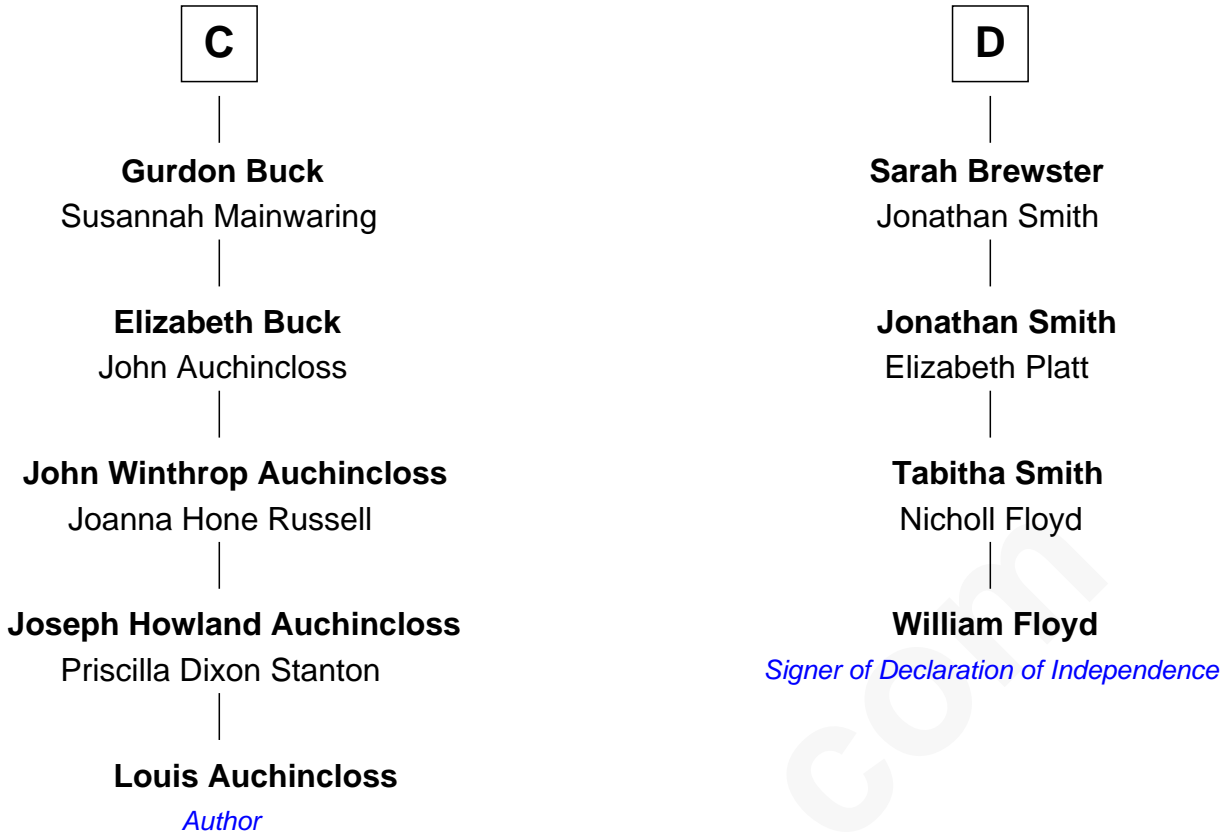 C
Gurdon Buck
Susannah Mainwaring
Elizabeth Buck
John Auchincloss
John Winthrop Auchincloss
Joanna Hone Russell
Joseph Howland Auchincloss
Priscilla Dixon Stanton
Louis Auchincloss
Author
D
Sarah Brewster
Jonathan Smith
Jonathan Smith
Elizabeth Platt
Tabitha Smith
Nicholl Floyd
William Floyd
Signer of Declaration of Independence
com